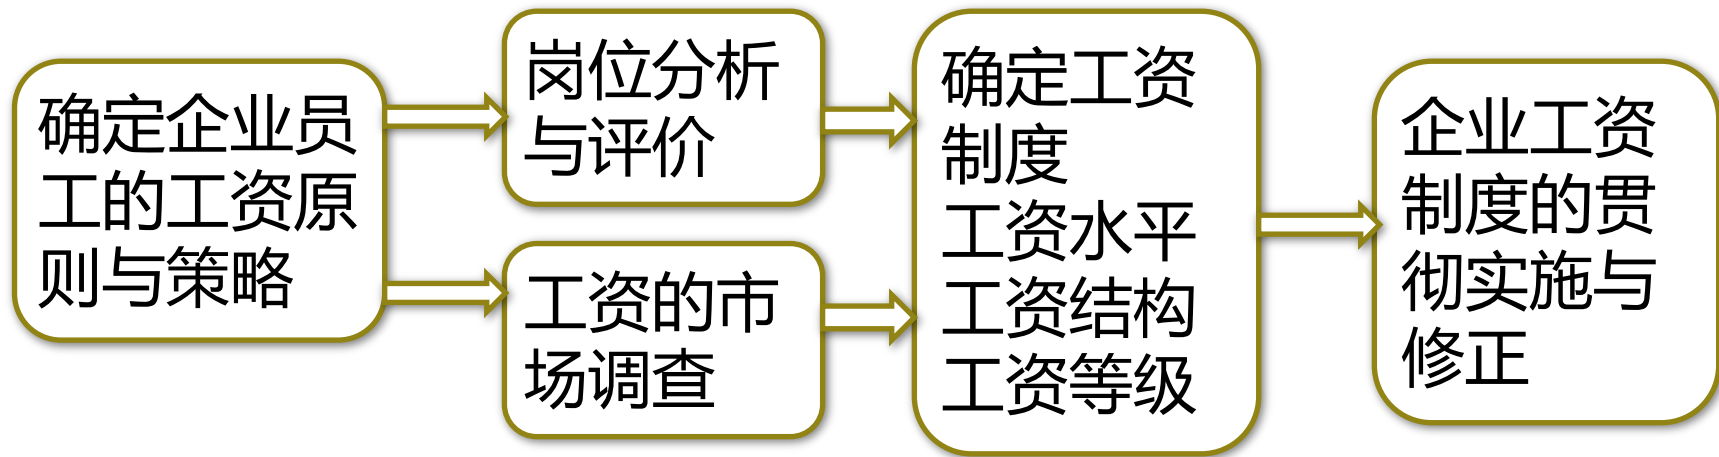 确定企业员
工的工资原
则与策略
岗位分析
与评价
工资的市
场调查
确定工资
制度
工资水平
工资结构
工资等级
企业工资
制度的贯
彻实施与
修正